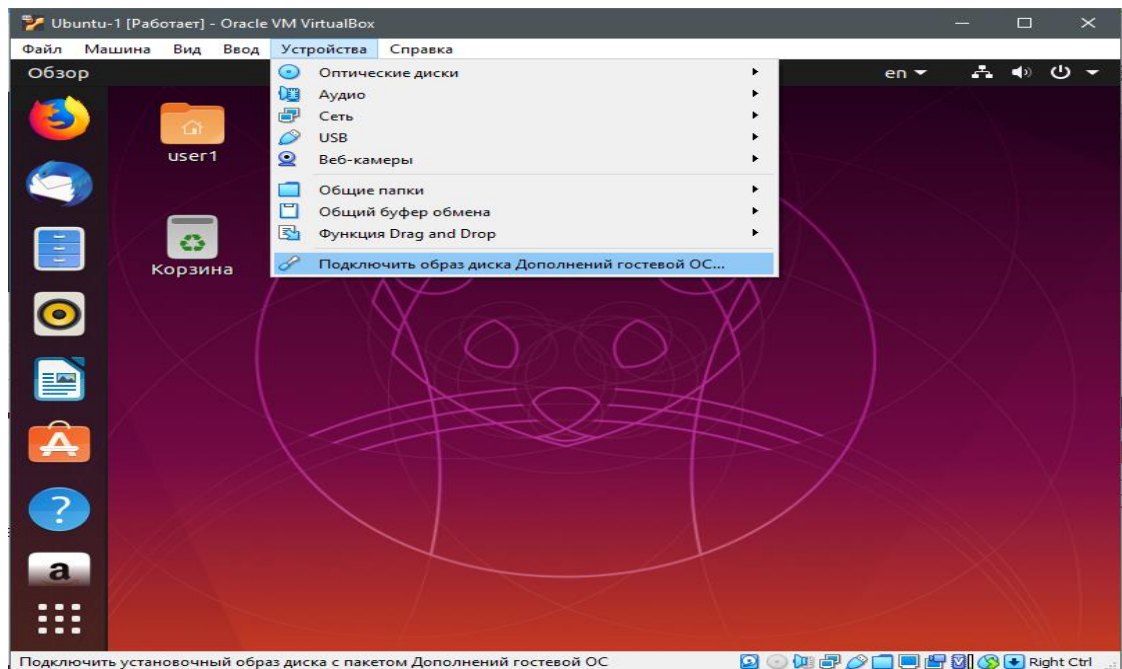 Ubuntu-1 [Работает] - Oracle VM VirtualBox
Файл Машина Вид Ввод Устройства Справка
Обзор
en
Оптические диски
Аудио
Сеть
USB
Веб-камеры
Общие папки
Общий буфер обмена
Функция Drag and Drop
Подключить образ диска Дополнений гостевой ОС...
user1
Корзина
Подключить установочный образ диска с пакетом Дополнений гостевой ОС
Right Ctrl